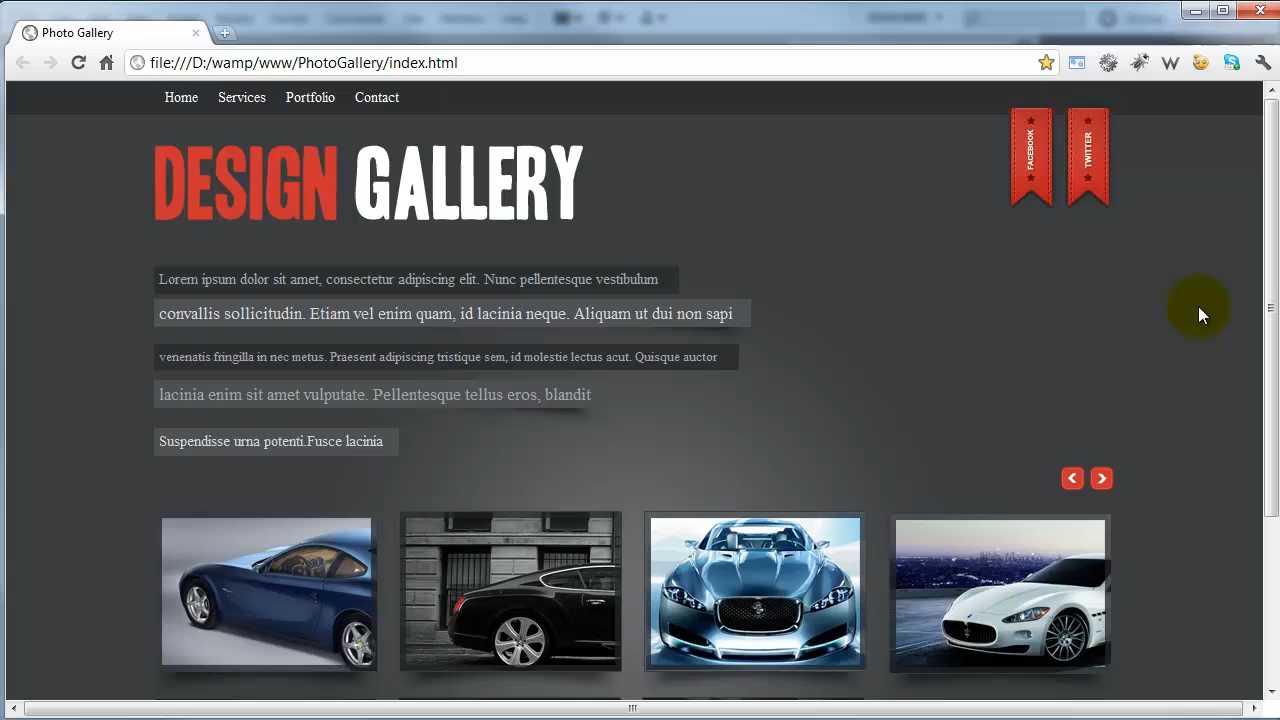 Photo Gallery
file:///D:/wamp/www/PhotoGallery/index.html
Home Services Portfolio Contact
FACEBOOK TWITTER
DESIGN GALLERY
Lorem ipsum dolor sit amet, consectetur adipiscing elit. Nunc pellentesque vestibulum
convallis sollicitudin. Etiam vel enim quam, id lacinia neque. Aliquam ut dui non sapi
venenatis fringilla in nec metus. Praesent adipiscing tristique sem, id molestie lectus acut. Quisque auctor
lacinia enim sit amet vulputate. Pellentesque tellus eros, blandit
Suspendisse urna potenti.Fusce lacinia